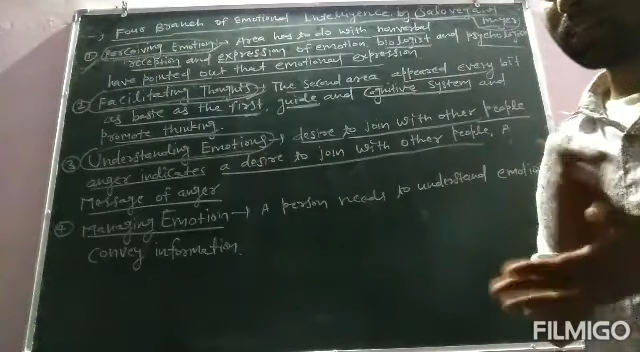 Four Branch of Emotional Intelligence by Salovey and Mayer
① Perceiving Emotion → Area has to do with nonverbal
reception and expression of emotion. biologist and psychologist
have pointed out that emotional expression.
② Facilitating Thoughts: The second area appeared every bit
as baste as the first, guide and cognitive system and
promote thinking.
③ Understanding Emotions → desire to join with other people
anger indicates a desire to join with other people, A
Massage of anger
④ Managing Emotion → A person needs to understand emotion
convey information.
FILMIGO